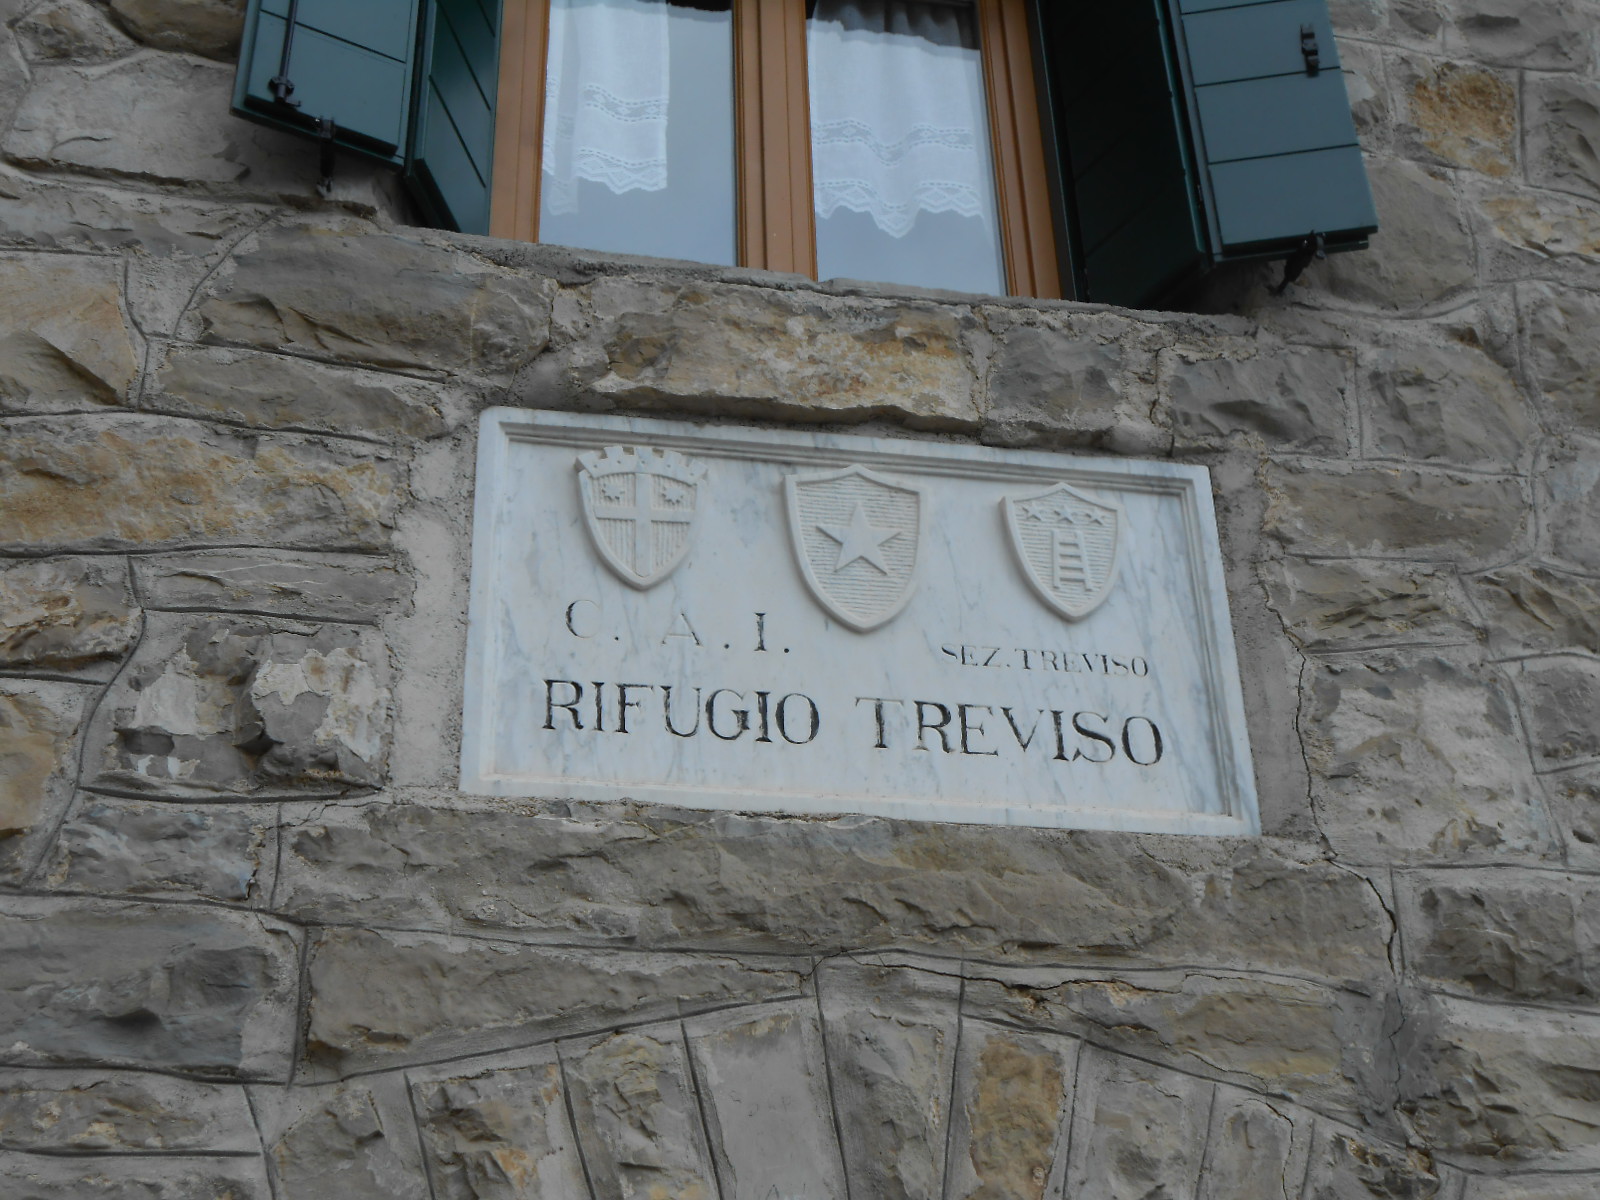 C. A. I.
SEZ. TREVISO
RIFUGIO TREVISO